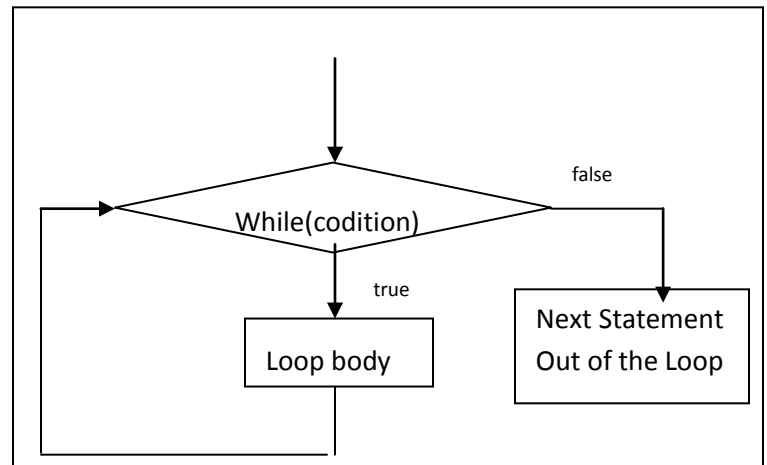 false
While(codition)
true
Loop body
Next Statement
Out of the Loop